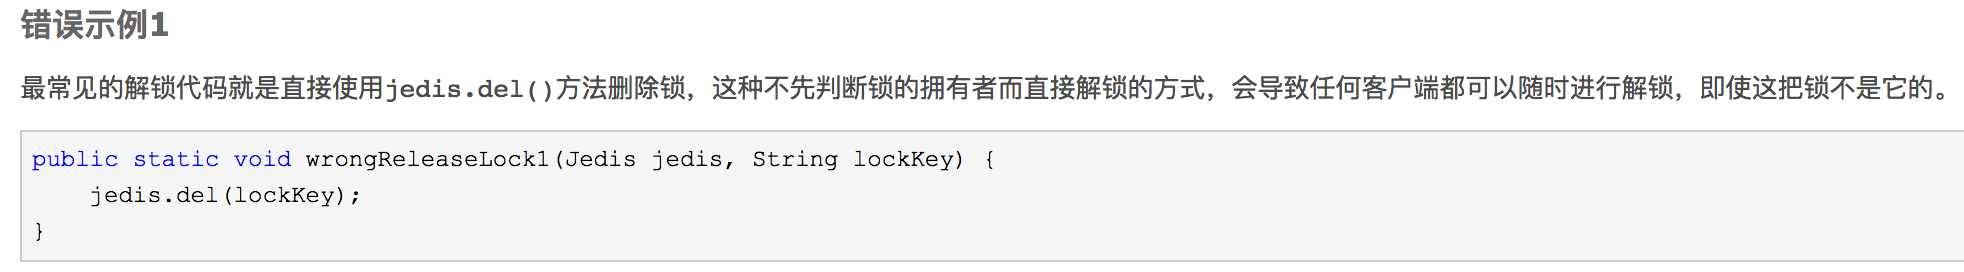 错误示例1
最常见的解锁代码就是直接使用jedis.del()方法删除锁，这种不先判断锁的拥有者而直接解锁的方式，会导致任何客户端都可以随时进行解锁，即使这把锁不是它的。
public static void wrongReleaseLock1(Jedis jedis, String lockKey) {
    jedis.del(lockKey);
}